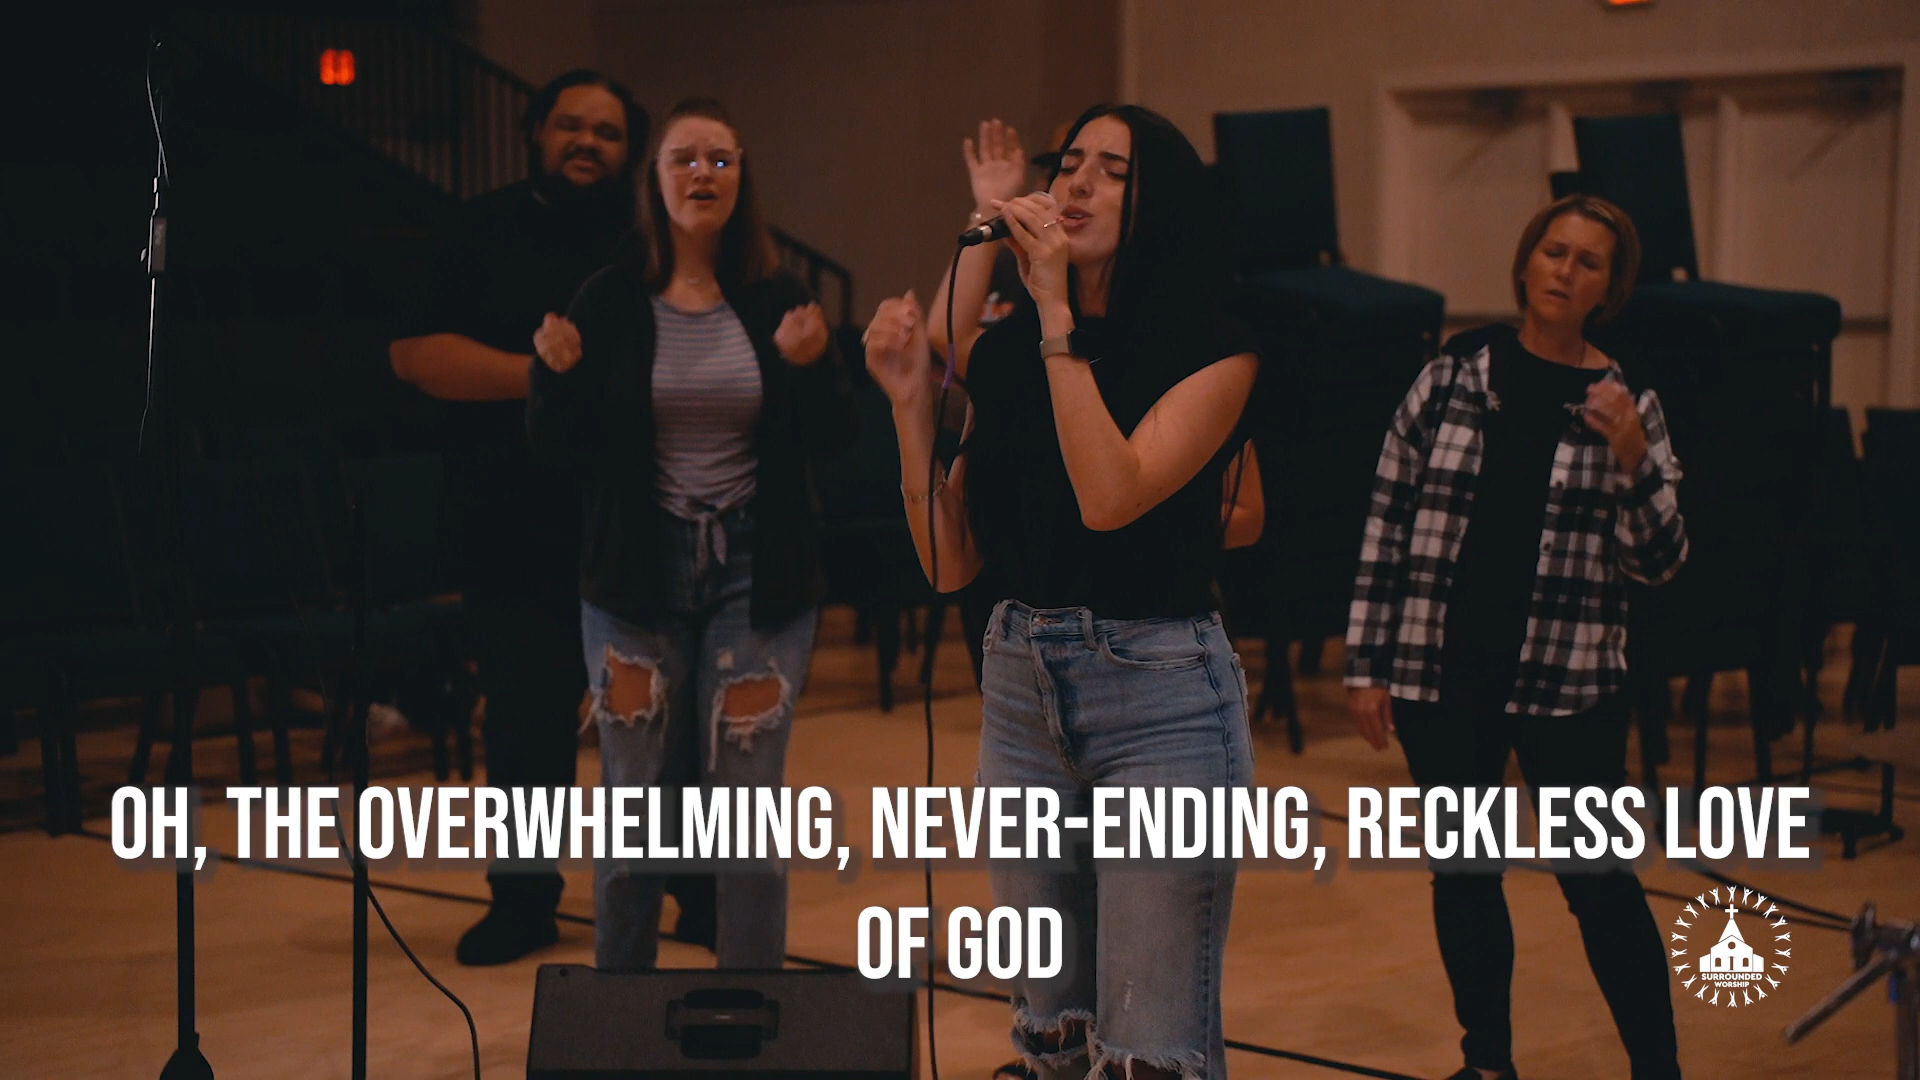 OH, THE OVERWHELMING, NEVER-ENDING, RECKLESS LOVE
OF GOD
SURROUNDED
WORSHIP